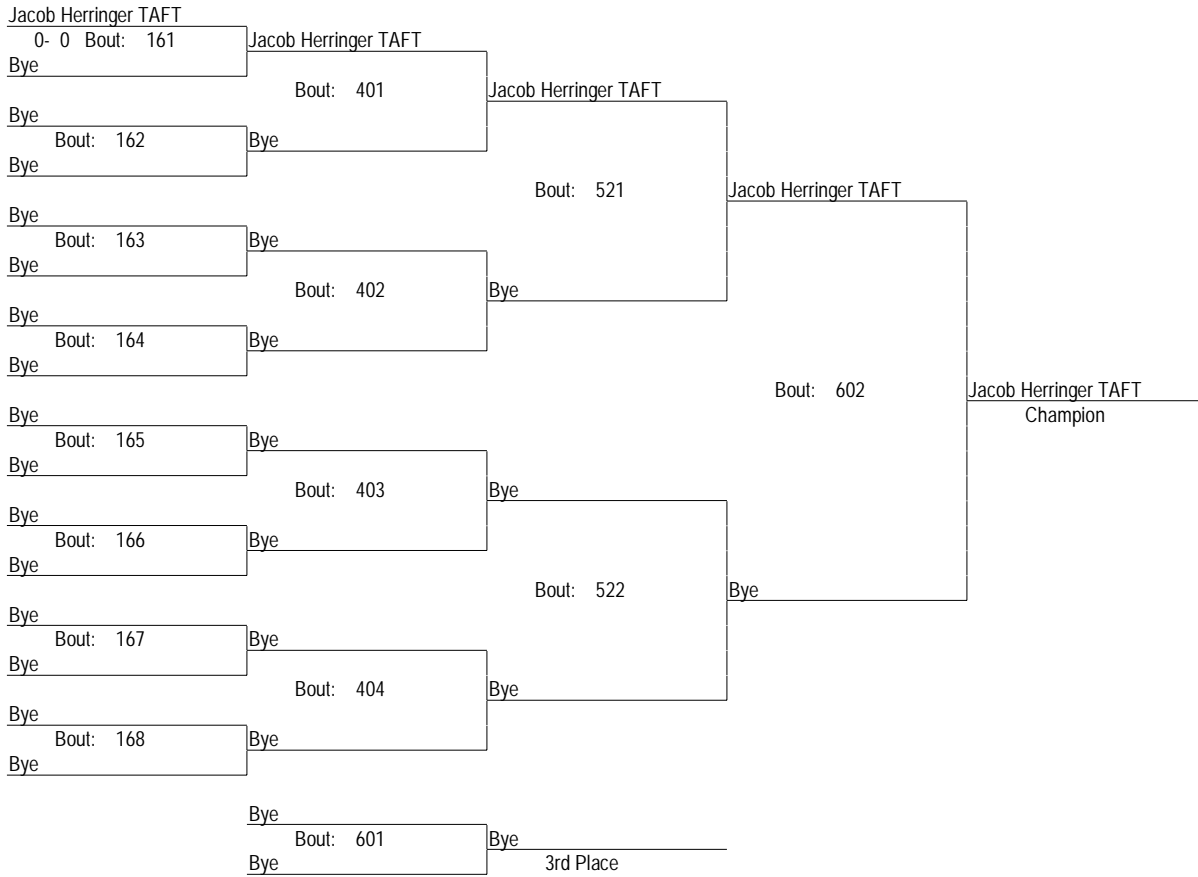 Jacob Herringer TAFT
0- 0 Bout: 161
Bye
Bye
Bout: 162
Bye
Bye
Bout: 163
Bye
Bye
Bout: 164
Bye
Bye
Bout: 165
Bye
Bye
Bout: 166
Bye
Bye
Bout: 167
Bye
Bye
Bout: 168
Bye
Jacob Herringer TAFT
Bout: 401
Bye
Bye
Bout: 402
Bye
Bye
Bout: 403
Bye
Bye
Bout: 404
Bye
Jacob Herringer TAFT
Bout: 521
Bye
Bye
Bout: 522
Bye
Jacob Herringer TAFT
Bout: 602
Bye
Jacob Herringer TAFT
Champion
Bye
Bout: 601
Bye
Bye
3rd Place